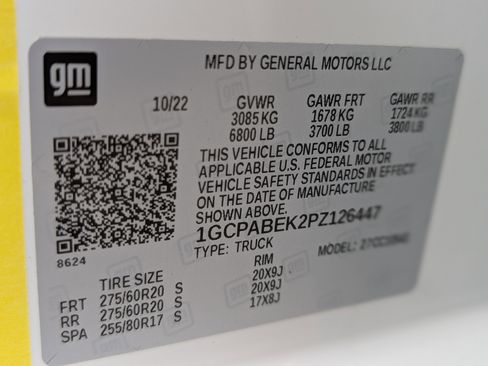 gm
MFD BY GENERAL MOTORS LLC
10/22 GVWR GAWR FRT GAWR RR
3085 KG 1678 KG 1724 KG
6800 LB 3700 LB 3800 LB
THIS VEHICLE CONFORMS TO ALL
APPLICABLE U.S. FEDERAL MOTOR
VEHICLE SAFETY STANDARDS IN EFFECT
ON THE DATE OF MANUFACTURE
SHOWN ABOVE.
1GCPABEK2PZ126447
8624
TYPE: TRUCK MODEL:
TIRE SIZE RIM
FRT 275/60R20 S 20X9J
RR 275/60R20 S 20X9J
SPA 255/80R17 S 17X8J